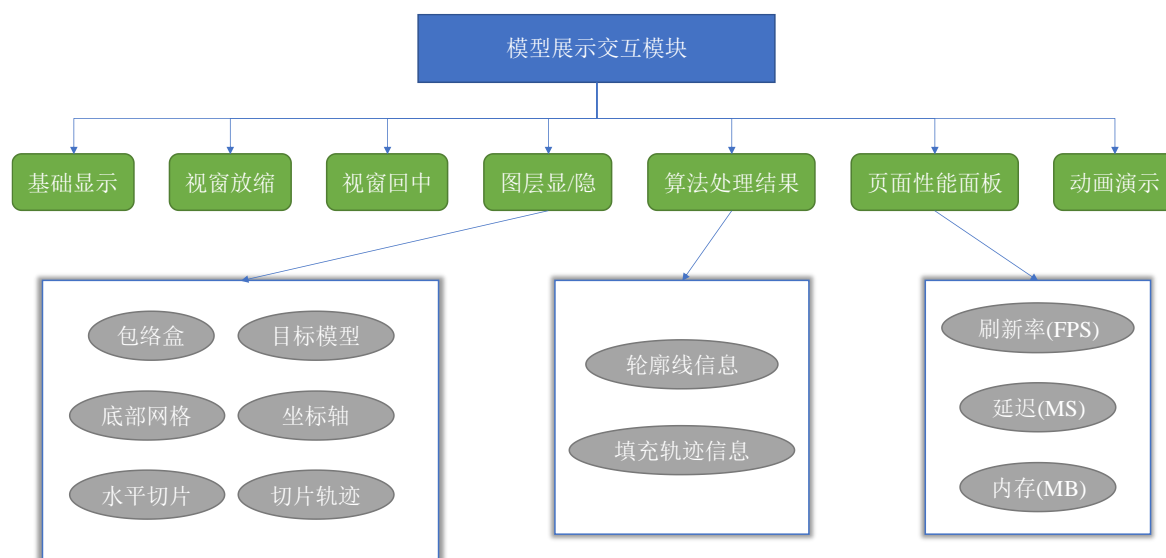 模型展示交互模块
基础显示
视窗放缩
视窗回中
图层显/隐
算法处理结果
页面性能面板
动画演示
包络盒
目标模型
底部网格
坐标轴
水平切片
切片轨迹
轮廓线信息
填充轨迹信息
刷新率(FPS)
延迟(MS)
内存(MB)